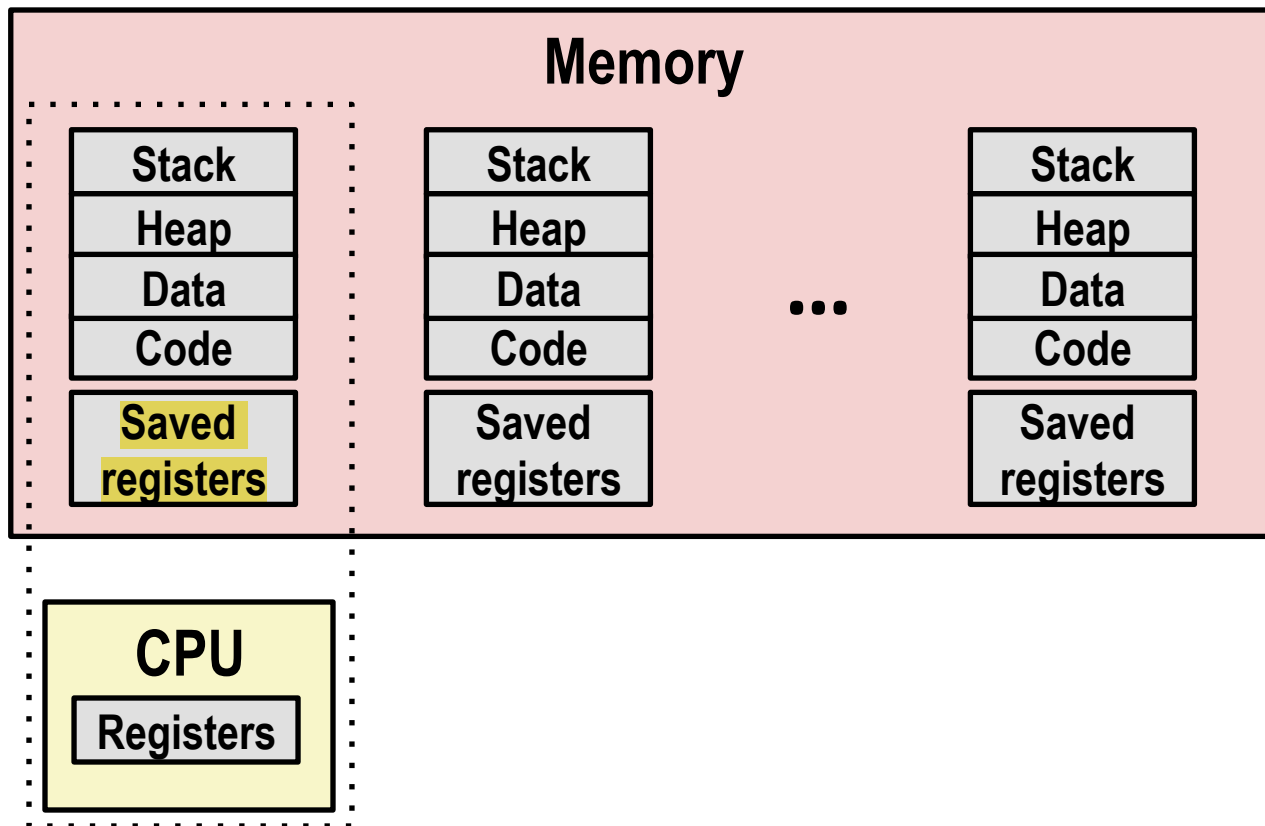 Memory
Stack
Heap
Data
Code
Saved
registers
Stack
Heap
Data
Code
Saved
registers
...
Stack
Heap
Data
Code
Saved
registers
CPU
Registers